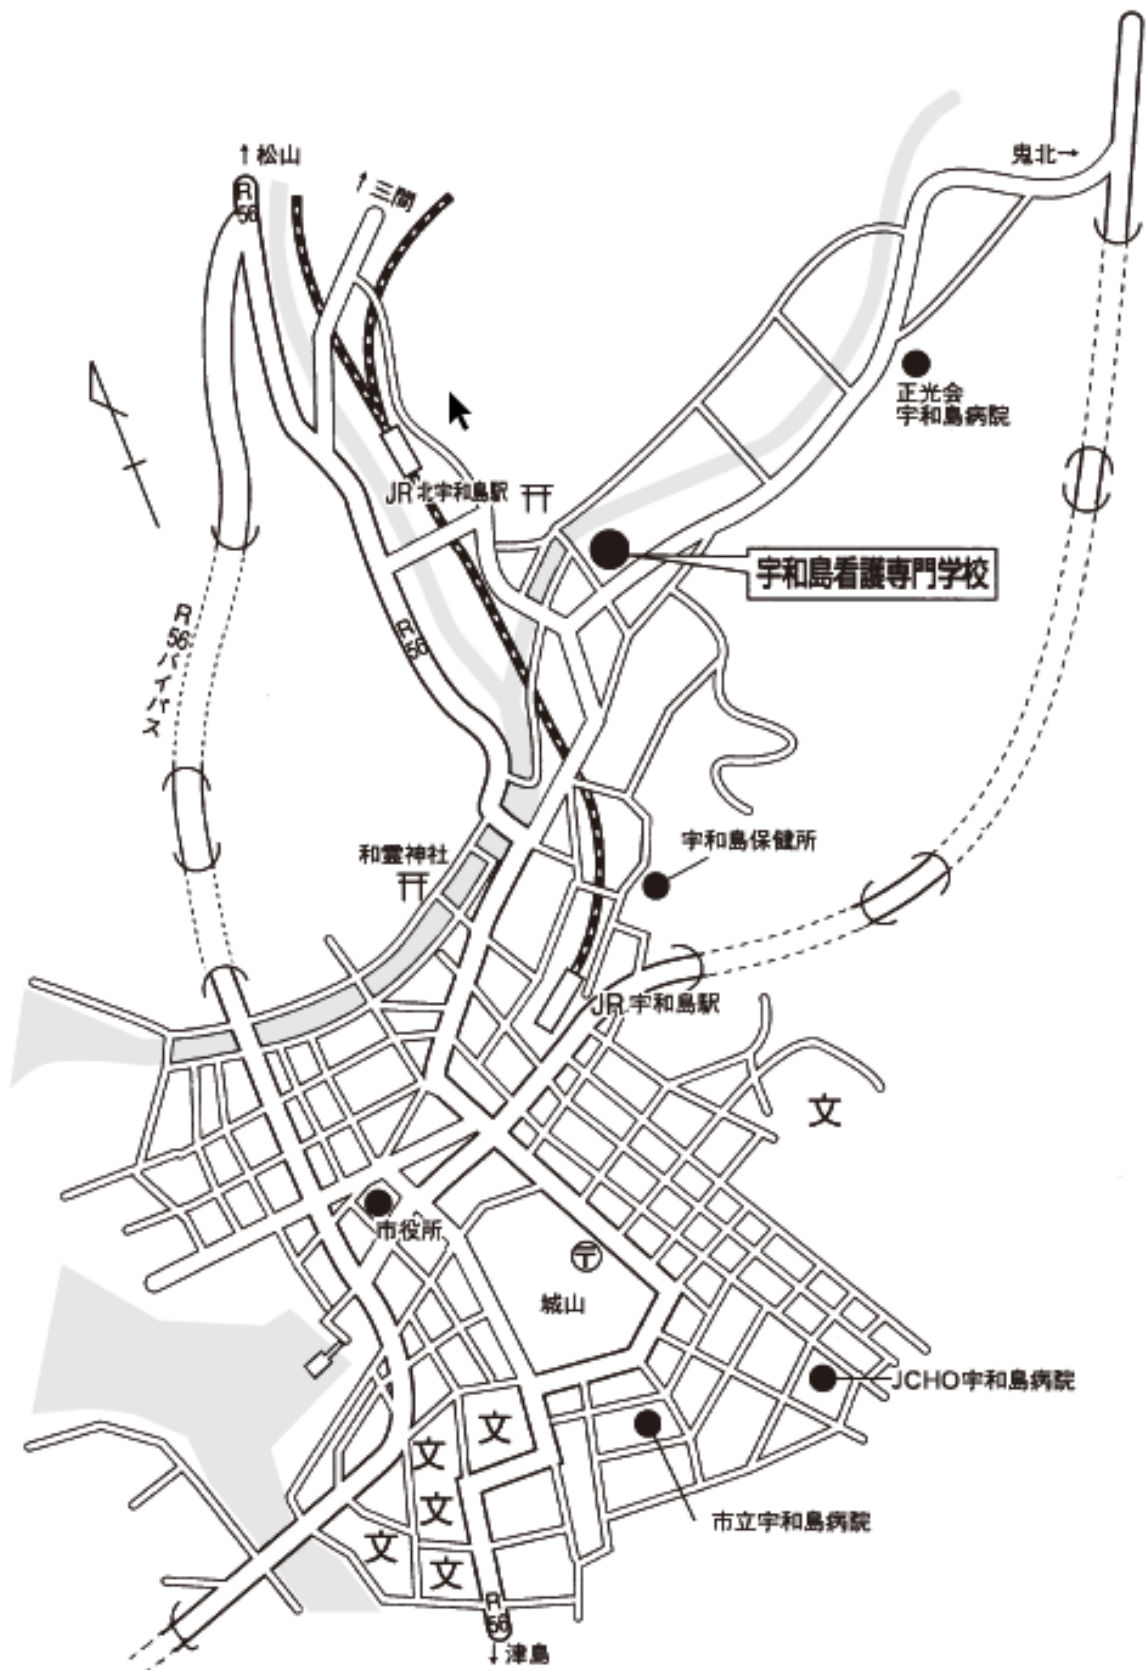 ↑松山
↑三間
鬼北→
R
56
正光会
宇和島病院
JR北宇和島駅
宇和島看護専門学校
R
56
バイパス
R
56
宇和島保健所
和霊神社
JR宇和島駅
文
市役所
〒
城山
JCHO宇和島病院
文
文
文
文
文
市立宇和島病院
R
56
↓津島